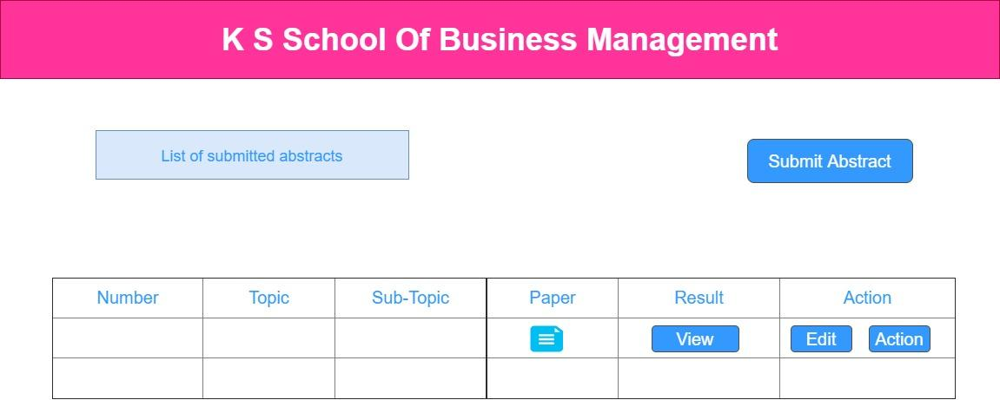 K S School Of Business Management
List of submitted abstracts
Submit Abstract
Number Topic Sub-Topic Paper Result Action
View Edit Action